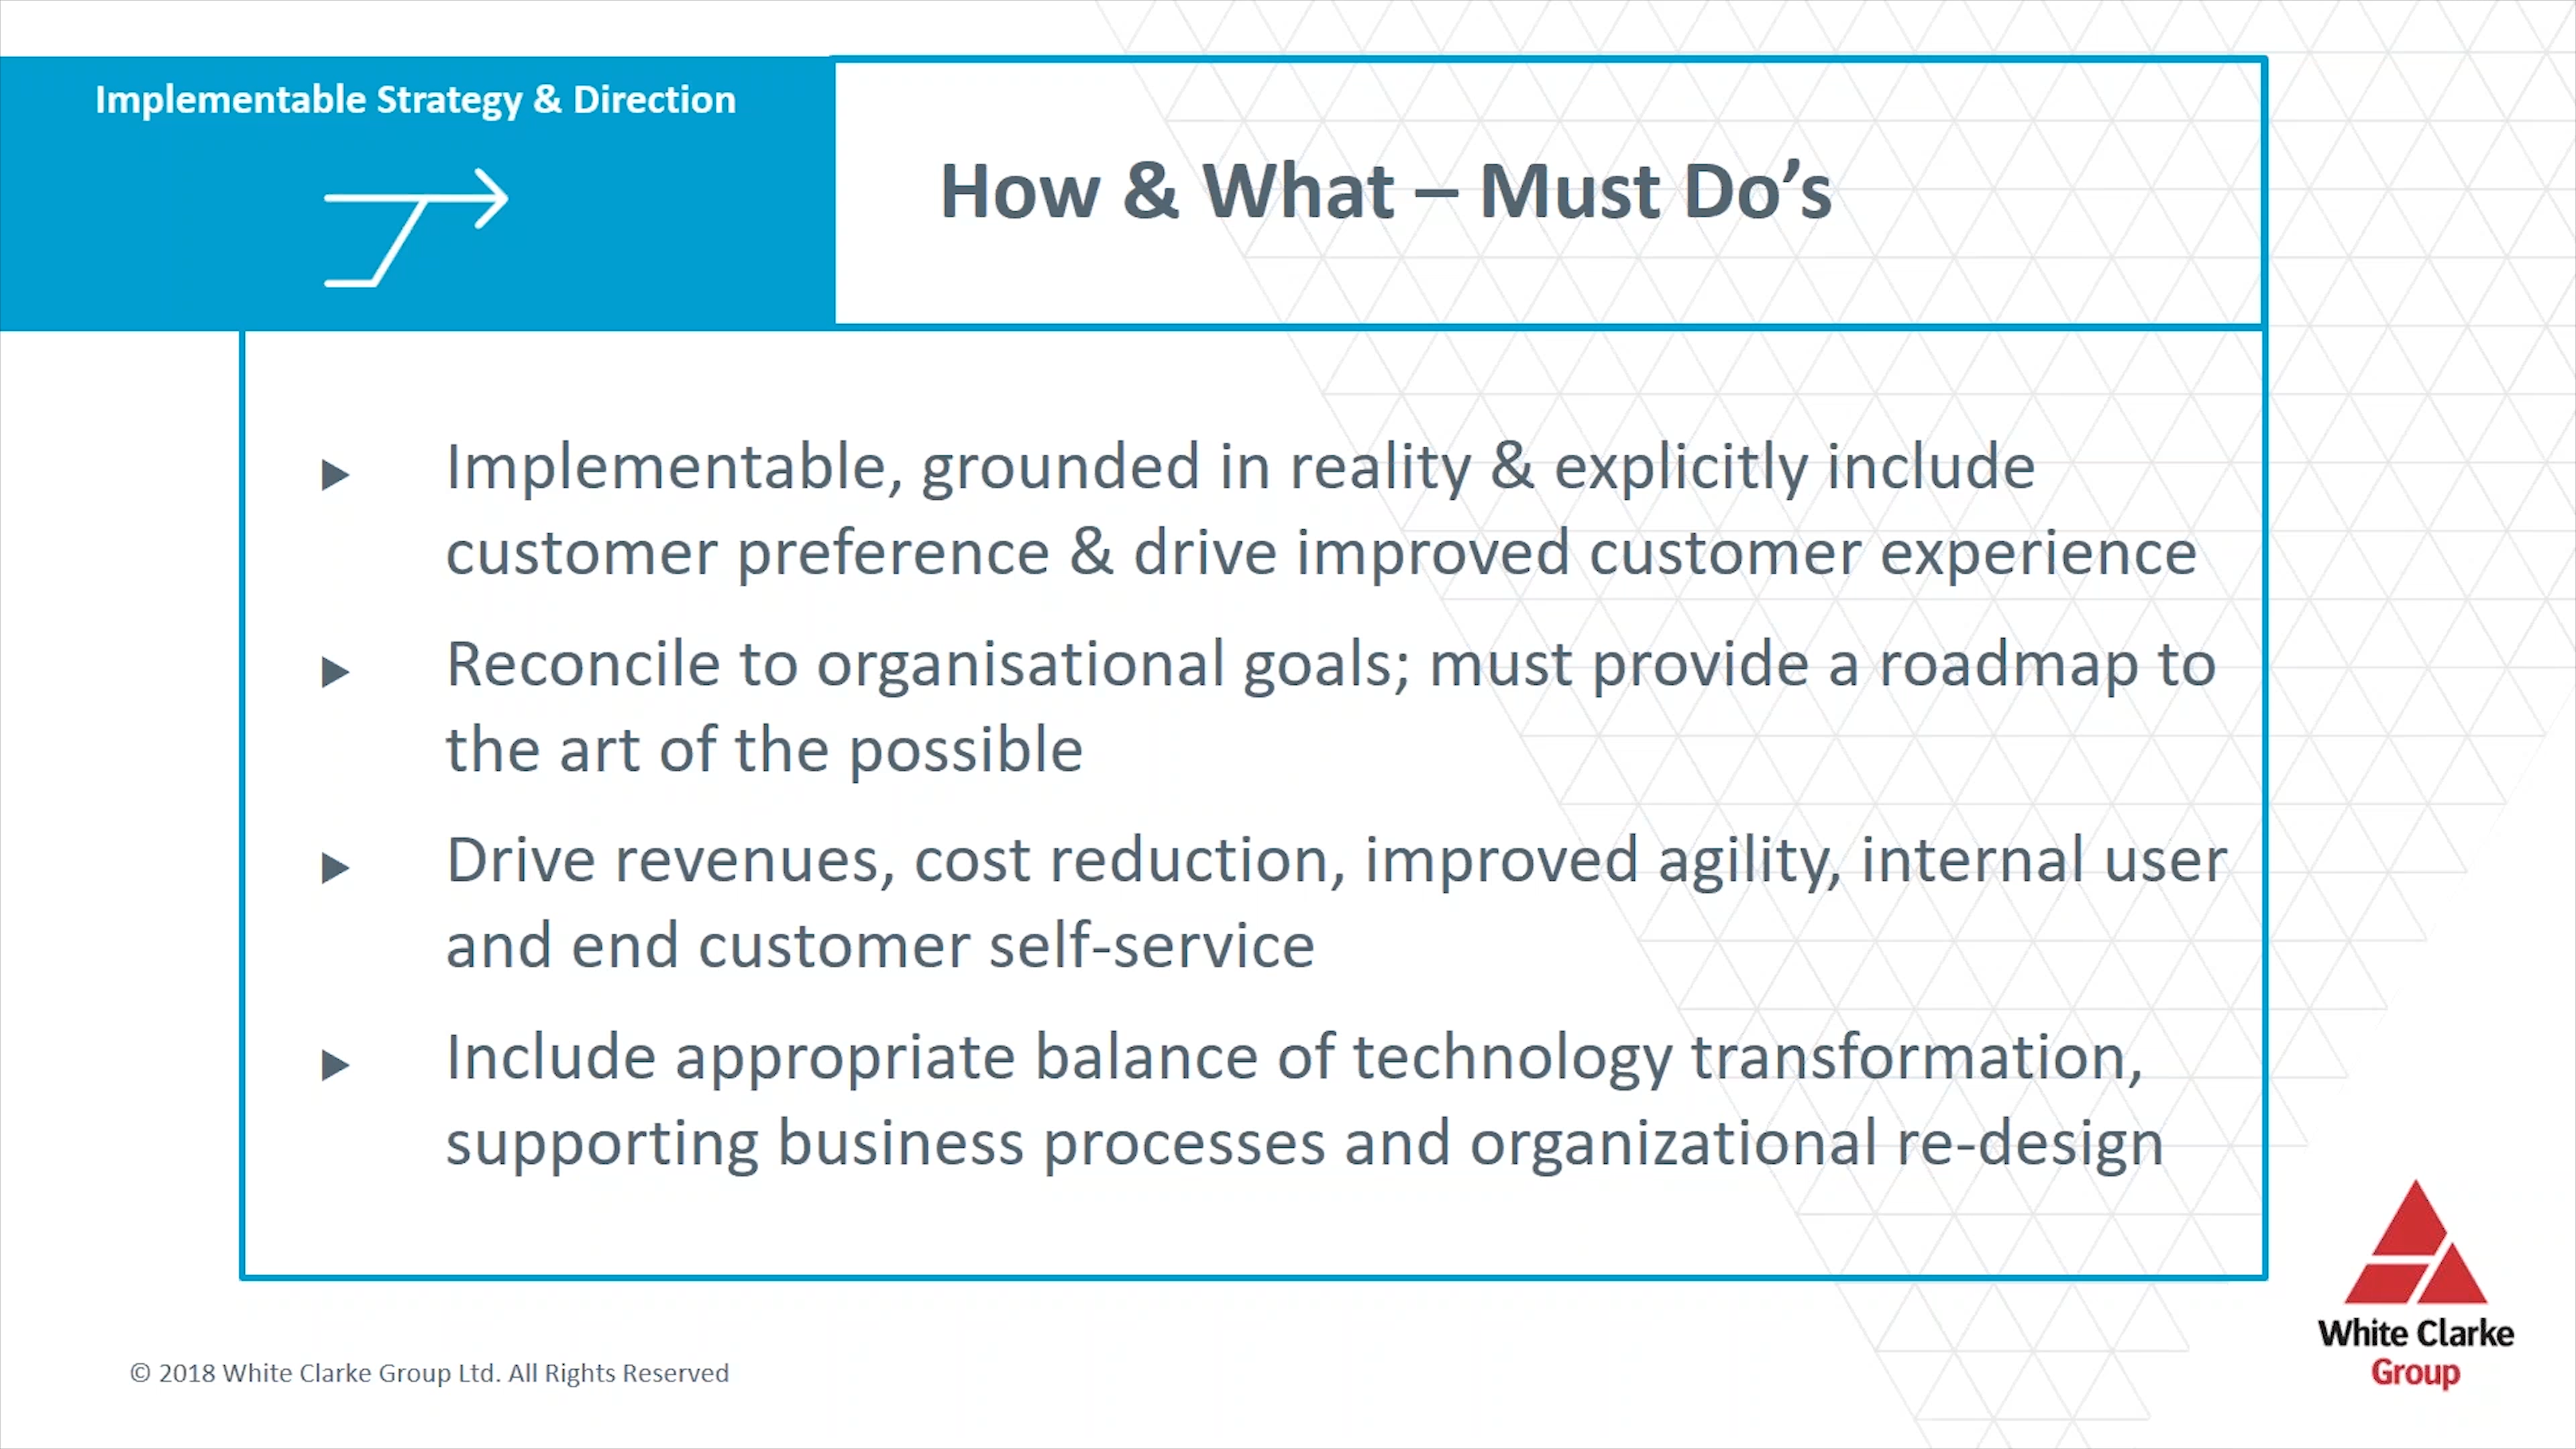 Implementable Strategy & Direction
How & What – Must Do’s
Implementable, grounded in reality & explicitly include
customer preference & drive improved customer experience
Reconcile to organisational goals; must provide a roadmap to
the art of the possible
Drive revenues, cost reduction, improved agility, internal user
and end customer self-service
Include appropriate balance of technology transformation,
supporting business processes and organizational re-design
© 2018 White Clarke Group Ltd. All Rights Reserved
White Clarke
Group